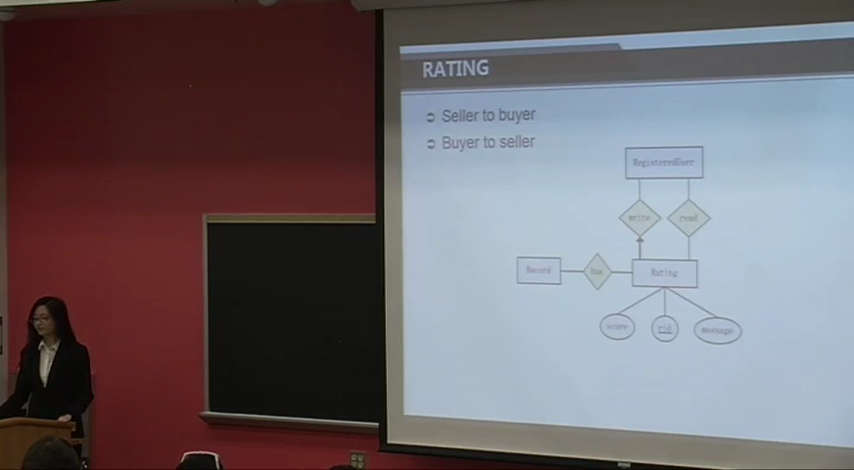 RATING
Seller to buyer
Buyer to seller
RegisteredUser
write read
Record has Rating
score rid message